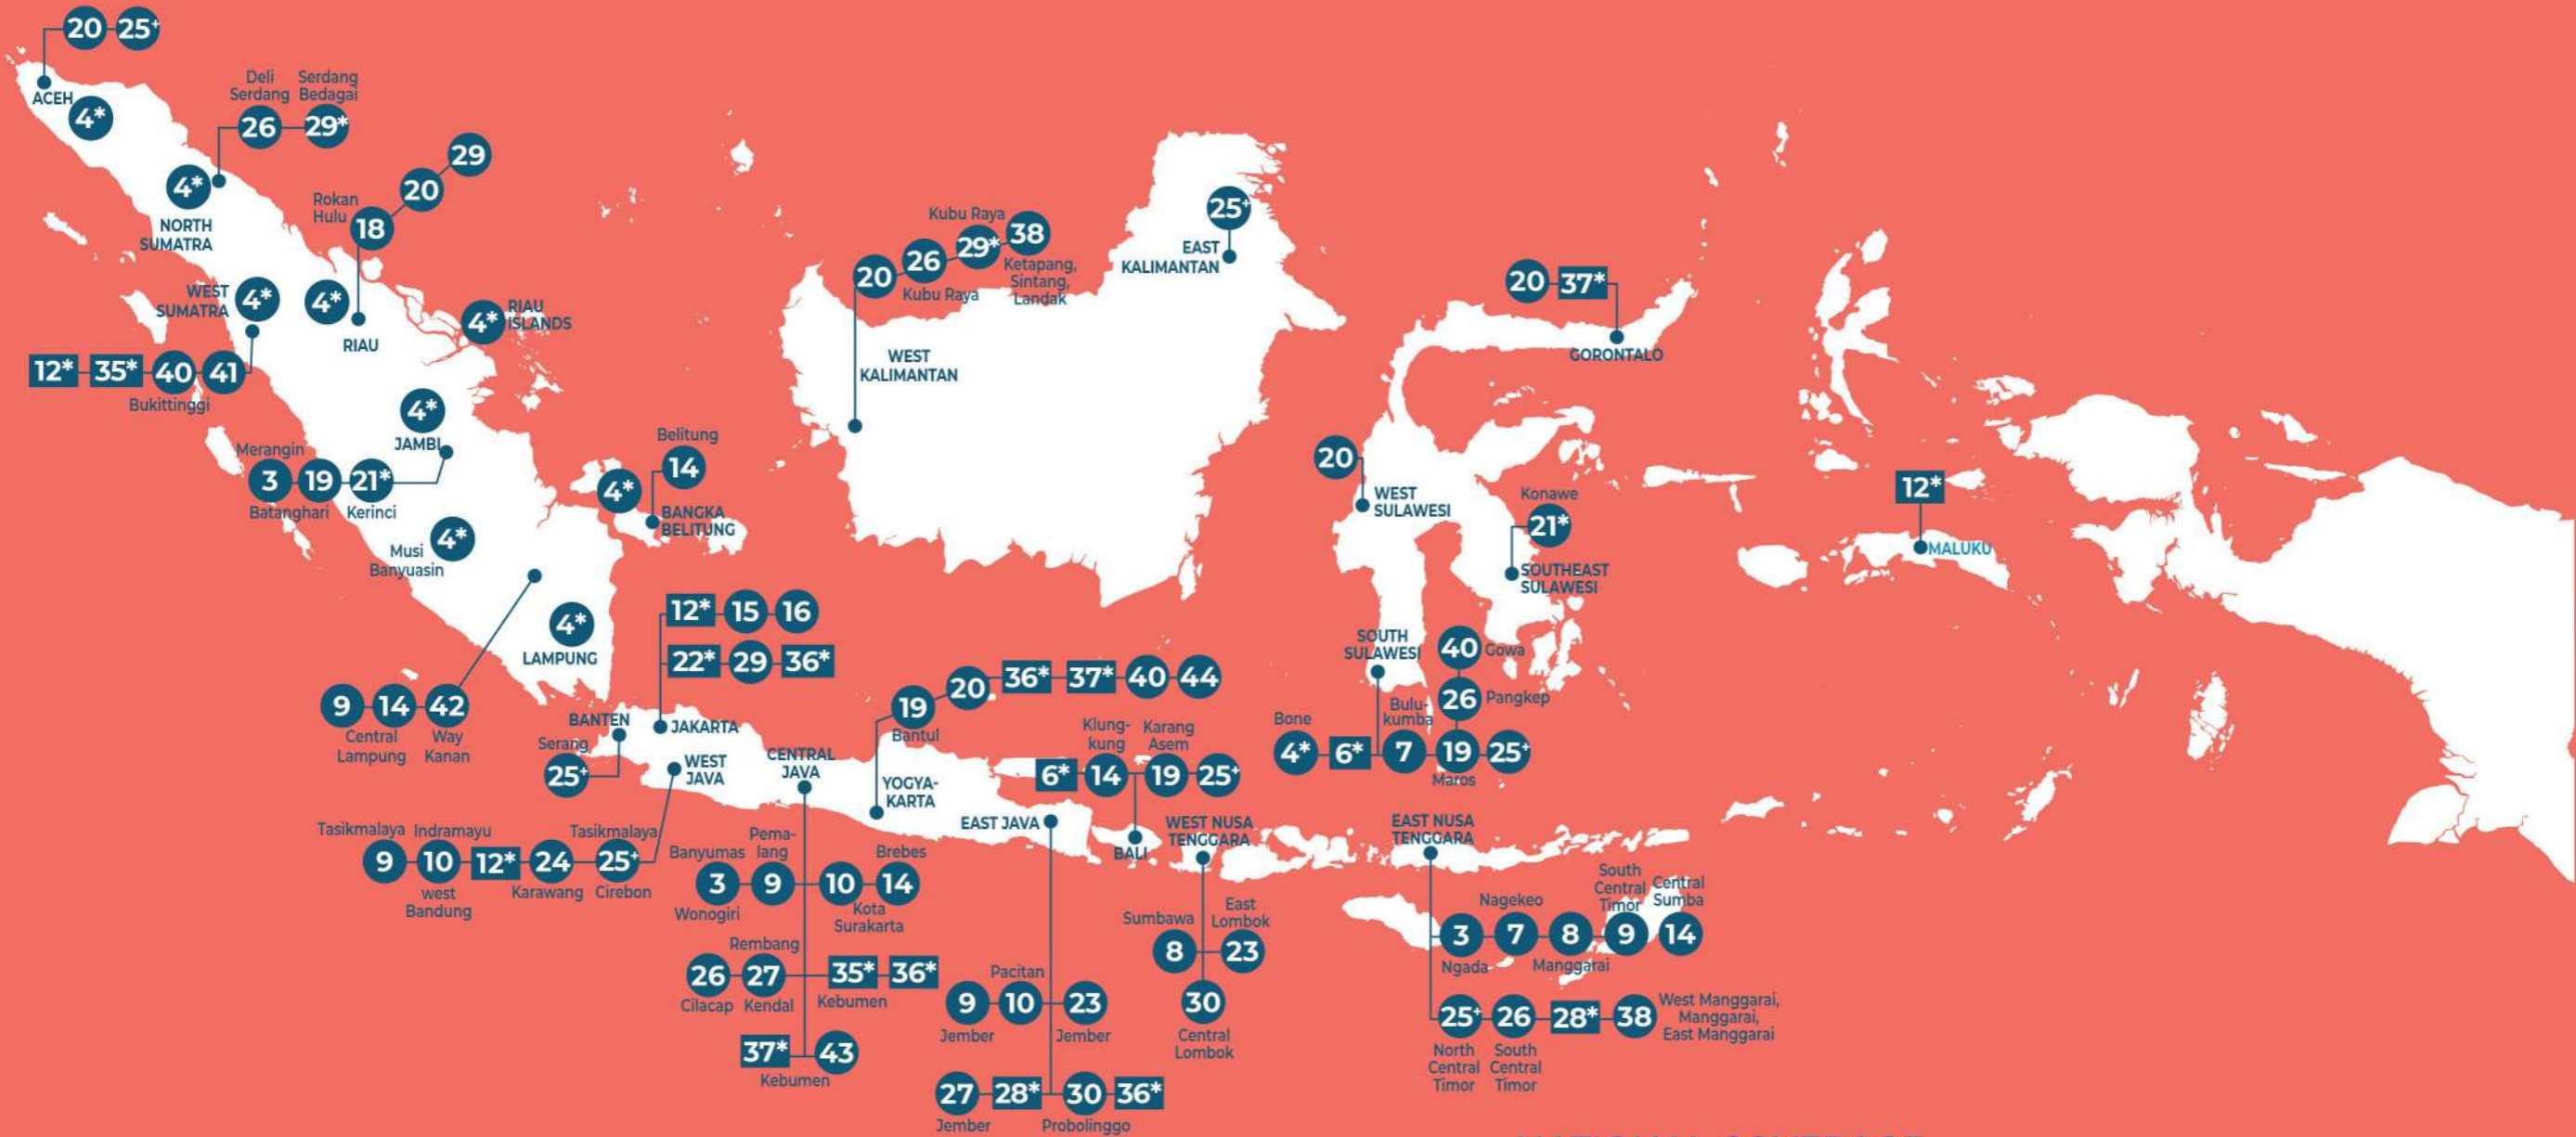 20 25+
ACEH
4*
Deli
Serdang
Serdang
Bedagai
26 29*
4*
NORTH
SUMATRA
Rokan
Hulu
18 20 29
WEST
SUMATRA
4*
4*
RIAU
4*
RIAU
ISLANDS
12* 35* 40 41
Bukittinggi
4*
JAMBI
Merangin
3 19 21*
Batanghari Kerinci
Musi
Banyuasin
4*
4*
Belitung
14
BANGKA
BELITUNG
4*
LAMPUNG
9 14 42
Central
Lampung
Way
Kanan
Kubu Raya
20 26 29* 38
Kubu Raya
Ketapang,
Sintang,
Landak
WEST
KALIMANTAN
25+
EAST
KALIMANTAN
20 37*
GORONTALO
20
WEST
SULAWESI
Konawe
21*
SOUTHEAST
SULAWESI
12*
MALUKU
SOUTH
SULAWESI
40 Gowa
26 Pangkep
Bone
Bulu-
kumba
4* 6* 7 19 25+
Maros
12* 15 16
22* 29 36*
JAKARTA
BANTEN
Serang
25+
WEST
JAVA
Tasikmalaya Indramayu Tasikmalaya
9 10 12* 24 25+
west
Bandung
Karawang Cirebon
CENTRAL
JAVA
Banyumas
Pema-
lang
Brebes
3 9 10 14
Wonogiri
Kota
Surakarta
Rembang
26 27 35* 36*
Cilacap Kendal Kebumen
37* 43
Kebumen
19 20 36* 37* 40 44
Bantul
YOGYA-
KARTA
EAST JAVA
Pacitan
9 10 23
Jember Jember
27 28* 30 36*
Jember Probolinggo
Klung-
kung
Karang
Asem
6* 14 19 25+
BALI
WEST NUSA
TENGGARA
Sumbawa
East
Lombok
8 23
30
Central
Lombok
EAST NUSA
TENGGARA
Nagekeo
South
Central
Timor
Central
Sumba
3 7 8 9 14
Ngada Manggarai
25+ 26 28* 38
West Manggarai,
Manggarai,
East Manggarai
North
Central
Timor
South
Central
Timor